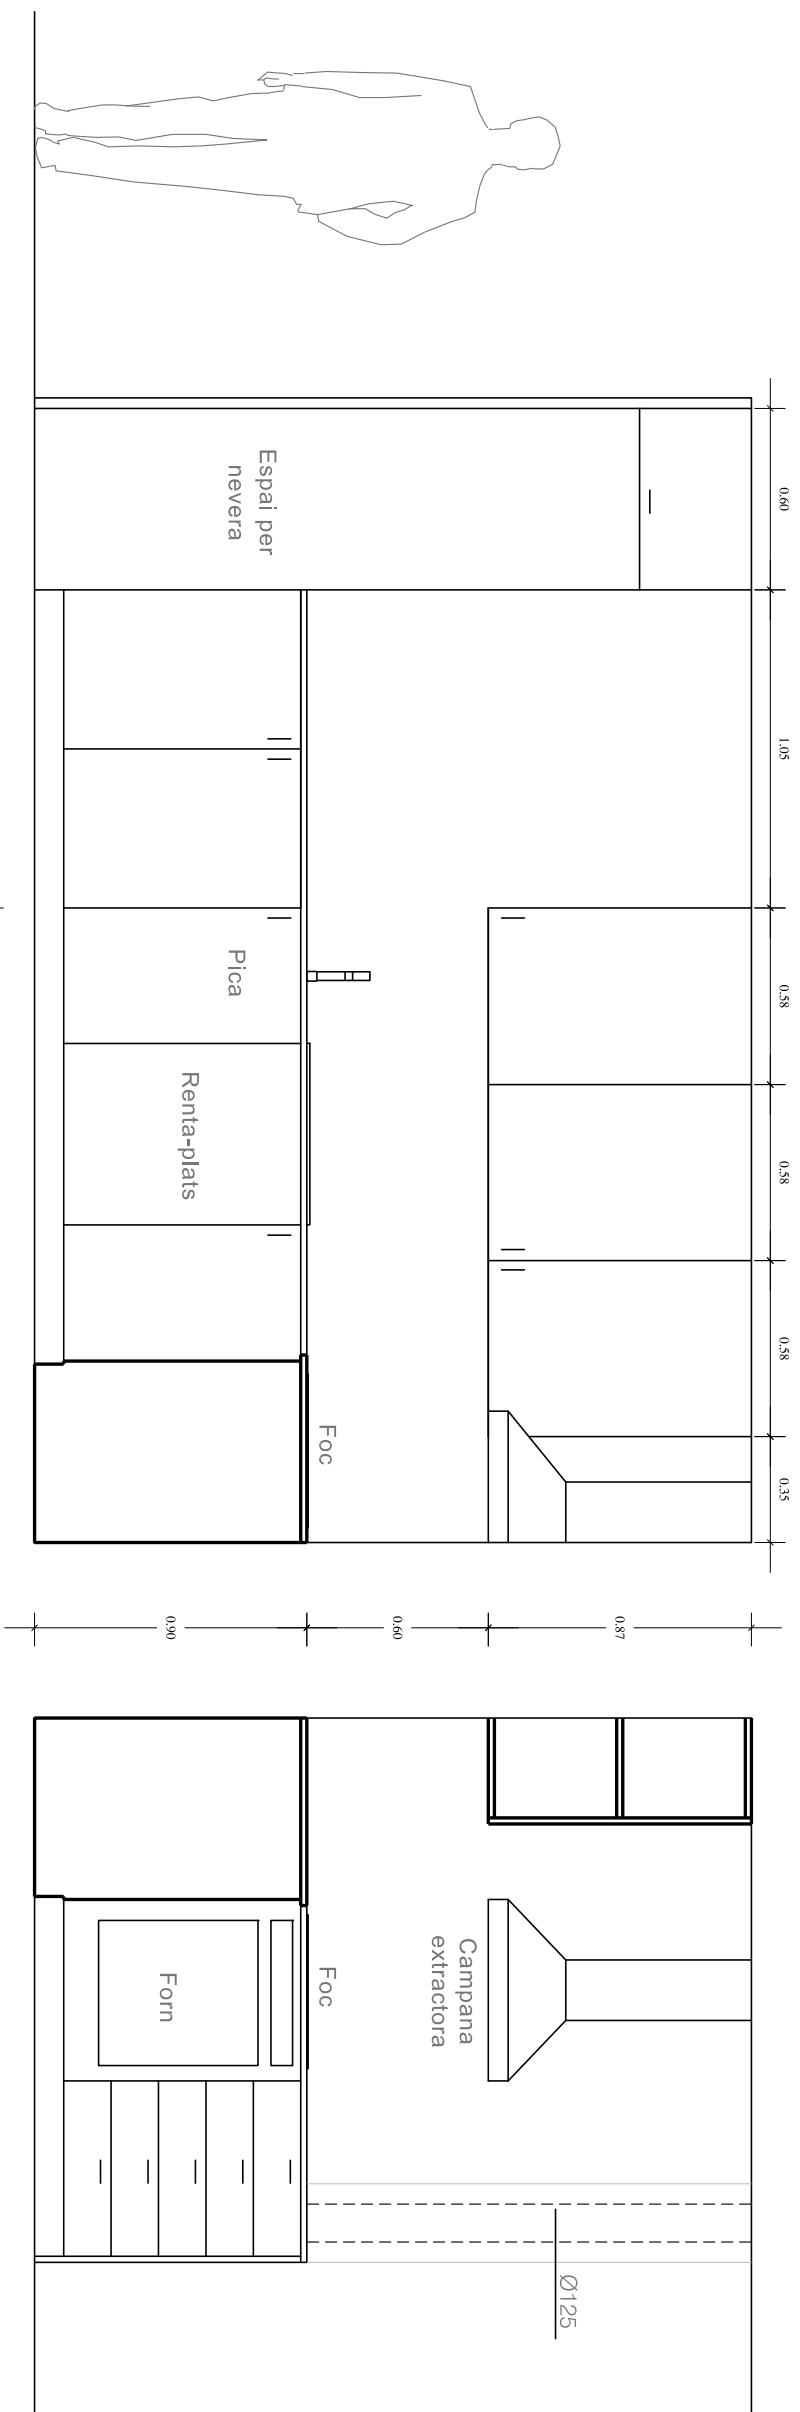 0.60
1.05
0.58
0.58
0.58
0.35
Espai per
nevera
Pica
Renta-plats
Foc
0.87
0.60
0.90
Campana
extractora
Foc
Forn
Ø125